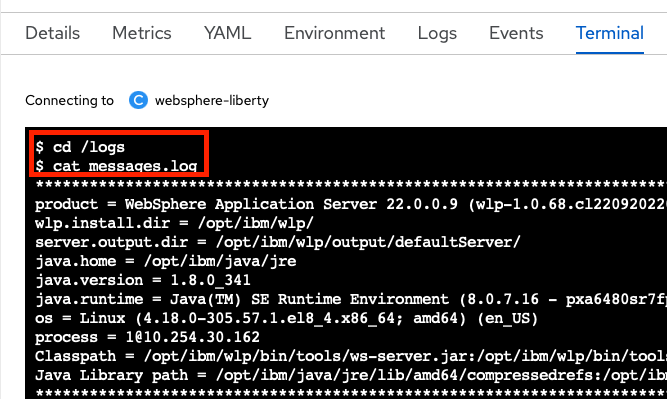 Details Metrics YAML Environment Logs Events Terminal
Connecting to C websphere-liberty
$ cd /logs
$ cat messages.log
********************************************************************************
product = WebSphere Application Server 22.0.0.9 (wlp-1.0.68.cl22092022
wlp.install.dir = /opt/ibm/wlp/
server.output.dir = /opt/ibm/wlp/output/defaultServer/
java.home = /opt/ibm/java/jre
java.version = 1.8.0_341
java.runtime = Java(TM) SE Runtime Environment (8.0.7.16 - pxa6480sr7fp
os = Linux (4.18.0-305.57.1.el8_4.x86_64; amd64) (en_US)
process = 1@10.254.30.162
Classpath = /opt/ibm/wlp/bin/tools/ws-server.jar:/opt/ibm/wlp/bin/tools
Java Library path = /opt/ibm/java/jre/lib/amd64/compressedrefs:/opt/ibm
********************************************************************************